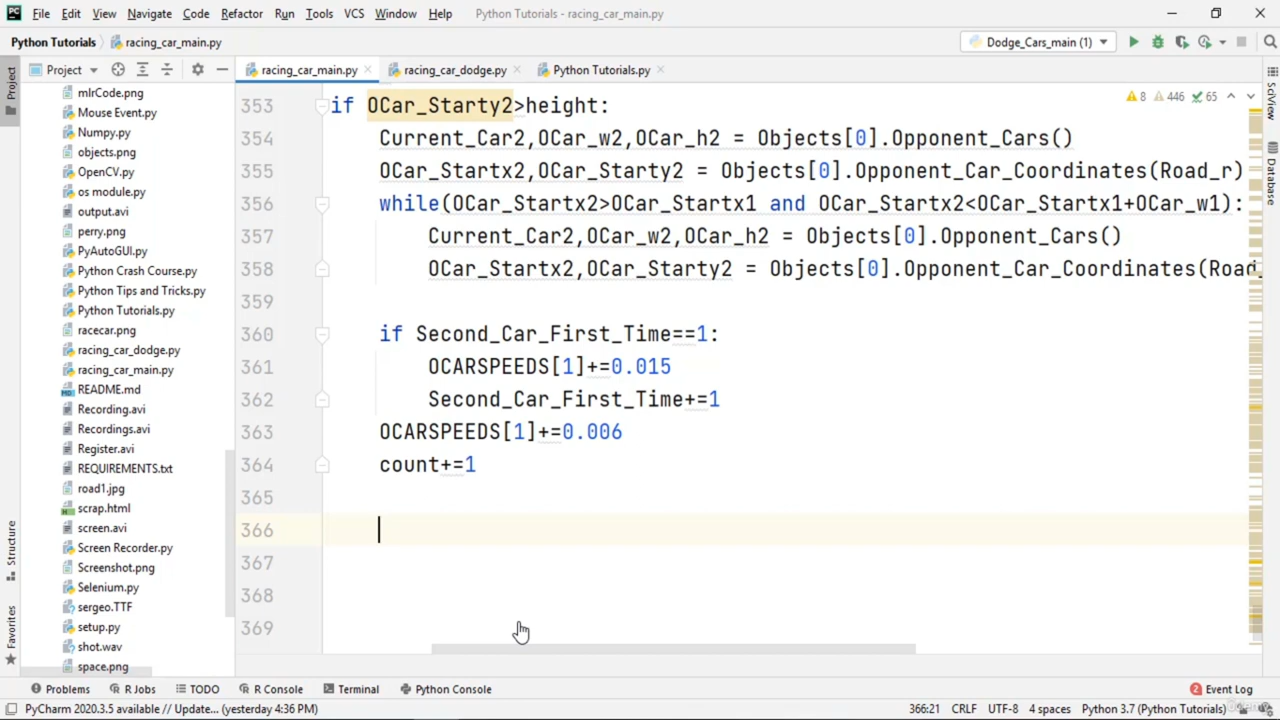 File Edit View Navigate Code Refactor Run Tools VCS Window Help Python Tutorials - racing_car_main.py
Python Tutorials racing_car_main.py Dodge_Cars_main (1)
Project racing_car_main.py racing_car_dodge.py Python Tutorials.py
Project
Structure
Favorites
SciView
Database
8 446 65
mlrCode.png
Mouse Event.py
Numpy.py
objects.png
OpenCV.py
os module.py
output.avi
perry.png
PyAutoGUI.py
Python Crash Course.py
Python Tips and Tricks.py
Python Tutorials.py
racecar.png
racing_car_dodge.py
racing_car_main.py
README.md
Recording.avi
Recordings.avi
Register.avi
REQUIREMENTS.txt
road1.jpg
scrap.html
screen.avi
Screen Recorder.py
Screenshot.png
Selenium.py
sergeo.TTF
setup.py
shot.wav
space.png
353 if OCar_Starty2>height:
354 Current_Car2,OCar_w2,OCar_h2 = Objects[0].Opponent_Cars()
355 OCar_Startx2,OCar_Starty2 = Objects[0].Opponent_Car_Coordinates(Road_r)
356 while(OCar_Startx2>OCar_Startx1 and OCar_Startx2<OCar_Startx1+OCar_w1):
357 Current_Car2,OCar_w2,OCar_h2 = Objects[0].Opponent_Cars()
358 OCar_Startx2,OCar_Starty2 = Objects[0].Opponent_Car_Coordinates(Road_
359
360 if Second_Car_First_Time==1:
361 OCARSPEEDS[1]+=0.015
362 Second_Car_First_Time+=1
363 OCARSPEEDS[1]+=0.006
364 count+=1
365
366
367
368
369
Problems R Jobs TODO R Console Terminal Python Console 2 Event Log
PyCharm 2020.3.5 available // Update... (yesterday 4:36 PM) 366:21 CRLF UTF-8 4 spaces Python 3.7 (Python Tutorials)